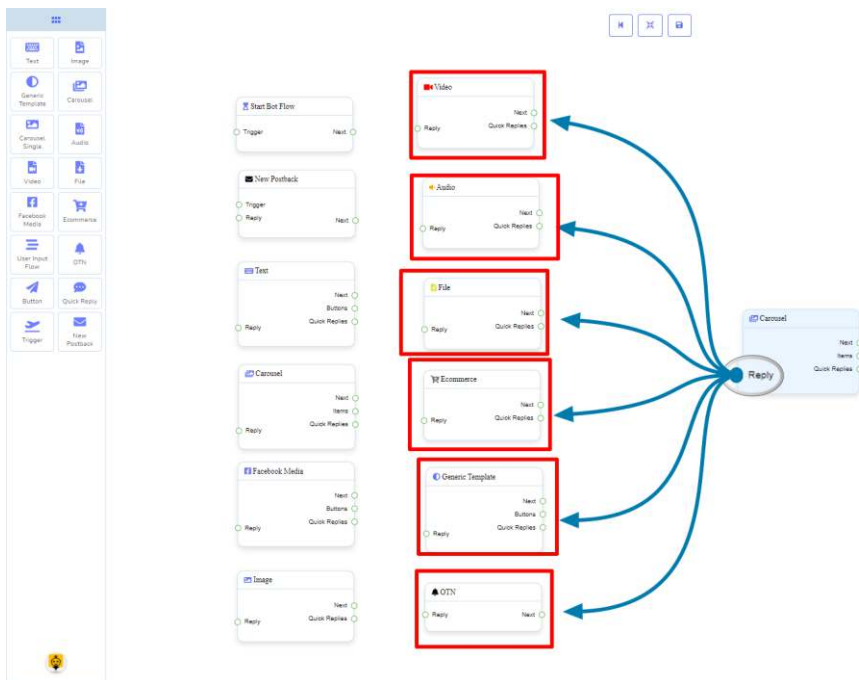 Text
Image
Generic
Template
Carousel
Carousel
Single
Audio
Video
File
Facebook
Media
Ecommerce
User Input
Flow
OTN
Button
Quick Reply
Trigger
New
Postback
Start Bot Flow
Trigger Next
New Postback
Trigger
Reply Next
Text
Next
Buttons
Quick Replies
Reply
Carousel
Next
Items
Quick Replies
Reply
Facebook Media
Next
Buttons
Quick Replies
Reply
Image
Next
Quick Replies
Reply
Video
Next
Quick Replies
Reply
Audio
Next
Quick Replies
Reply
File
Next
Quick Replies
Reply
Ecommerce
Next
Quick Replies
Reply
Generic Template
Next
Buttons
Quick Replies
Reply
OTN
Reply Next
Carousel
Next
Items
Quick Replies
Reply